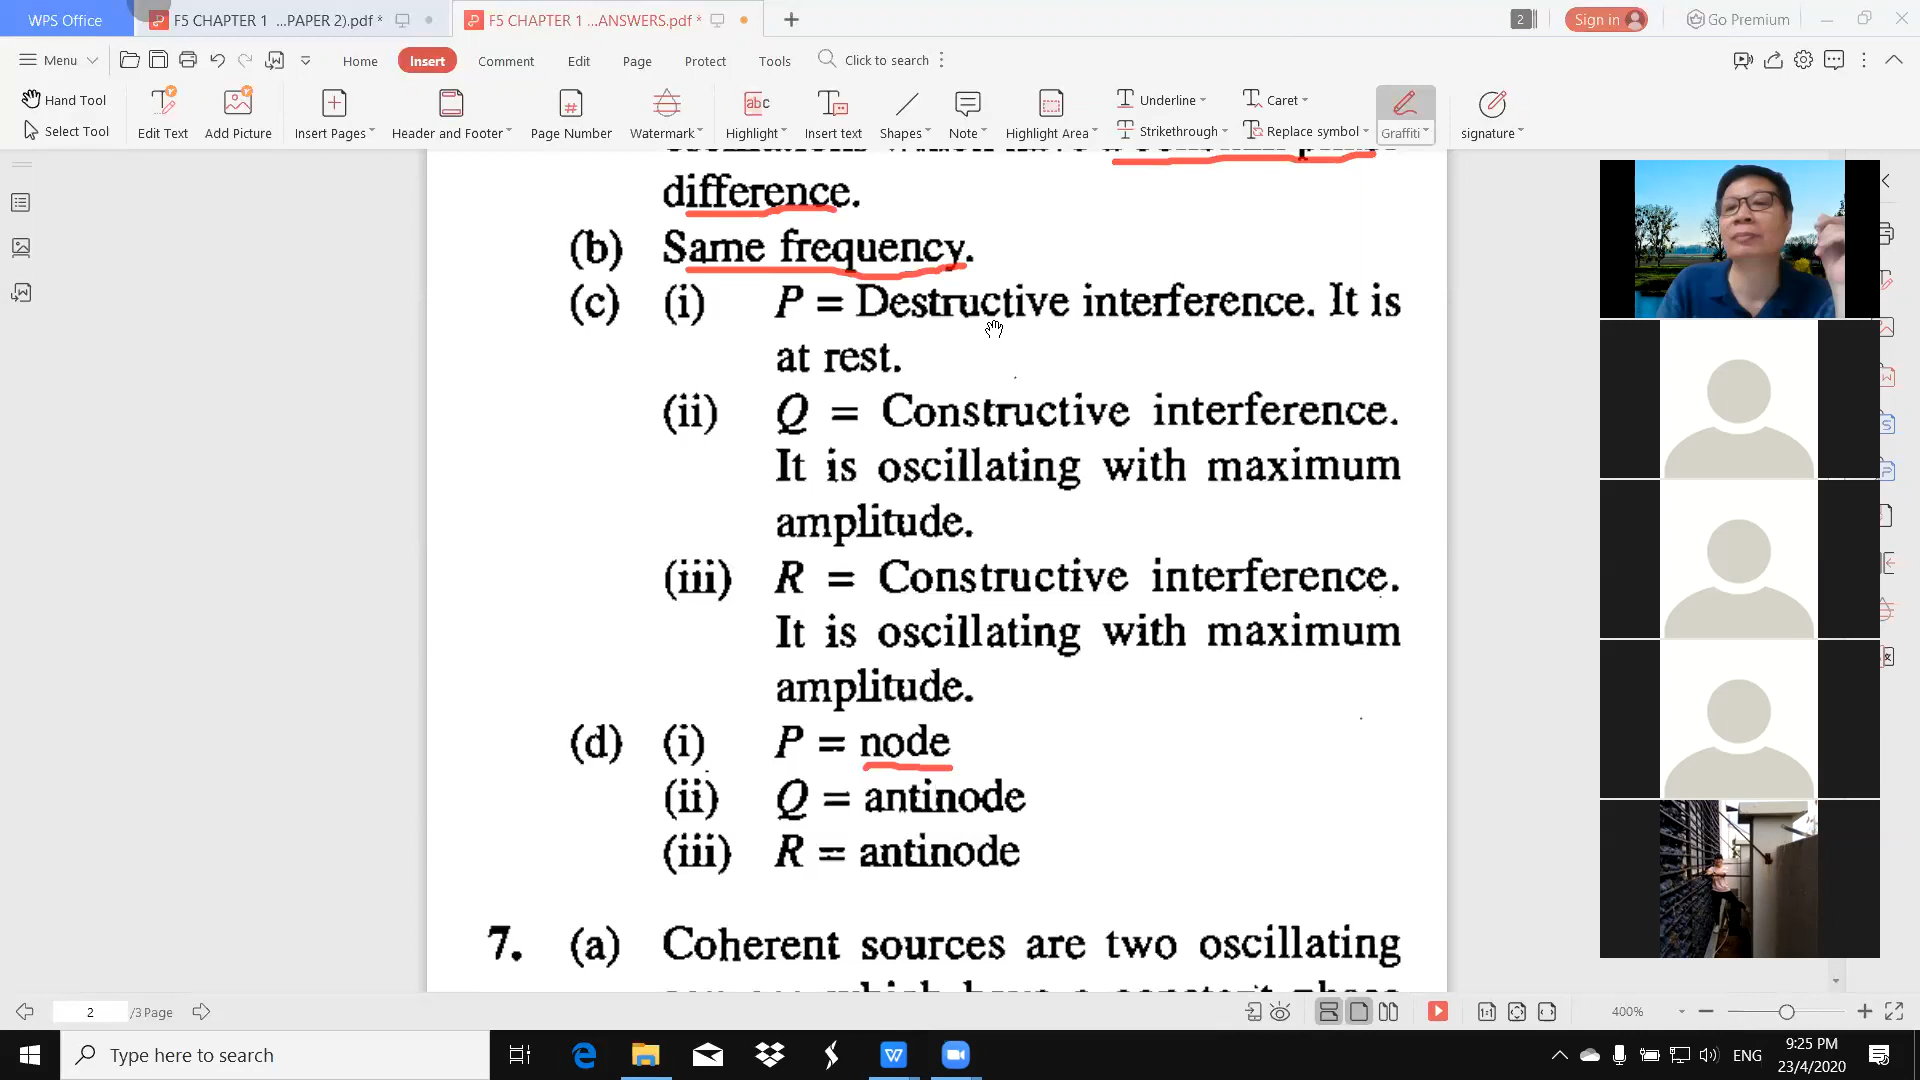 WPS Office
F5 CHAPTER 1 ...PAPER 2).pdf *
F5 CHAPTER 1 ...ANSWERS.pdf *
2
Sign in
Go Premium
Menu
Home
Insert
Comment
Edit
Page
Protect
Tools
Click to search
Hand Tool
Select Tool
Edit Text
Add Picture
Insert Pages
Header and Footer
Page Number
Watermark
Highlight
Insert text
Shapes
Note
Highlight Area
Underline
Strikethrough
Caret
Replace symbol
Graffiti
signature
difference.
(b) Same frequency.
(c) (i) P = Destructive interference. It is
at rest.
(ii) Q = Constructive interference.
It is oscillating with maximum
amplitude.
(iii) R = Constructive interference.
It is oscillating with maximum
amplitude.
(d) (i) P = node
(ii) Q = antinode
(iii) R = antinode
7. (a) Coherent sources are two oscillating
2 /3 Page
400%
Type here to search
ENG
9:25 PM
23/4/2020